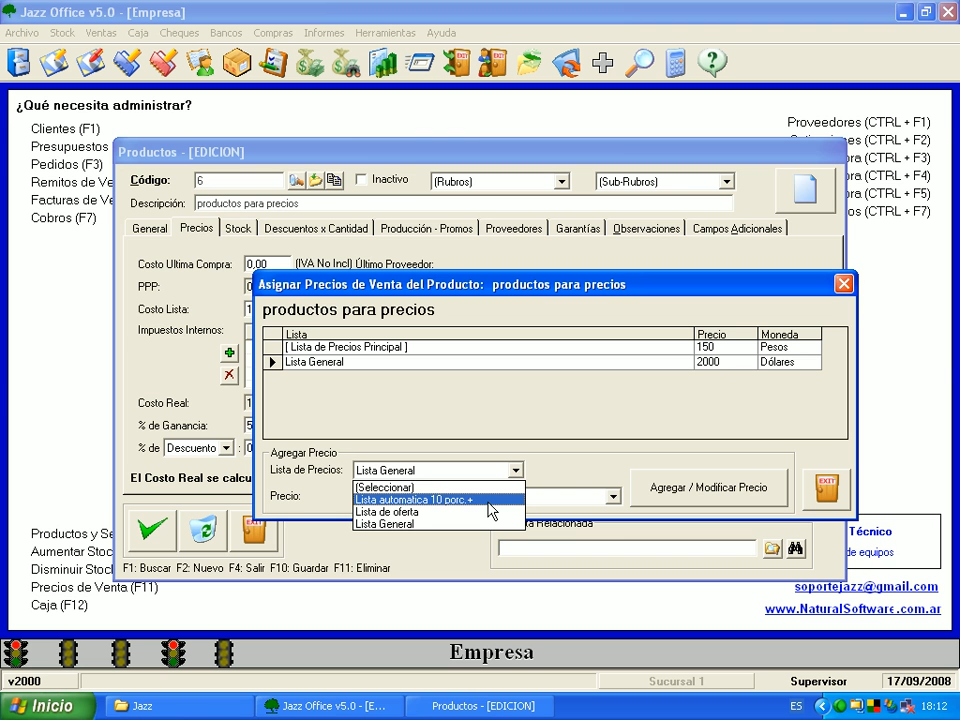 Jazz Office v5.0 - [Empresa]
Archivo Stock Ventas Caja Cheques Bancos Compras Informes Herramientas Ayuda
¿Qué necesita administrar?
Clientes (F1)
Presupuestos
Pedidos (F3)
Remitos de Ve
Facturas de Ve
Cobros (F7)
Proveedores (CTRL + F1)
(CTRL + F2)
ra (CTRL + F3)
ra (CTRL + F4)
ra (CTRL + F5)
os (CTRL + F7)
Productos - [EDICION]
Código: 6 Inactivo (Rubros) (Sub-Rubros)
Descripción: productos para precios
General Precios Stock Descuentos x Cantidad Producción - Promos Proveedores Garantías Observaciones Campos Adicionales
Costo Ultima Compra: 0,00 (IVA No Incl) Último Proveedor:
PPP:
Costo Lista: 1
Impuestos Internos:
Costo Real: 1
% de Ganancia: 5
% de Descuento : 0
El Costo Real se calcu
Asignar Precios de Venta del Producto: productos para precios
productos para precios
Lista Precio Moneda
[ Lista de Precios Principal ] 150 Pesos
Lista General 2000 Dólares
Agregar Precio
Lista de Precios: Lista General
Precio:
(Seleccionar)
Lista automatica 10 porc.+
Lista de oferta
Lista General
Agregar / Modificar Precio
EXIT
EXIT
a Relacionada
F1: Buscar F2: Nuevo F4: Salir F10: Guardar F11: Eliminar
Productos y Se
Aumentar Stoc
Disminuir Stoc
Precios de Venta (F11)
Caja (F12)
Técnico
de equipos
soportejazz@gmail.com
www.NaturalSoftware.com.ar
Empresa
v2000 Sucursal 1 Supervisor 17/09/2008
Inicio Jazz Jazz Office v5.0 - [E... Productos - [EDICION] ES 18:12